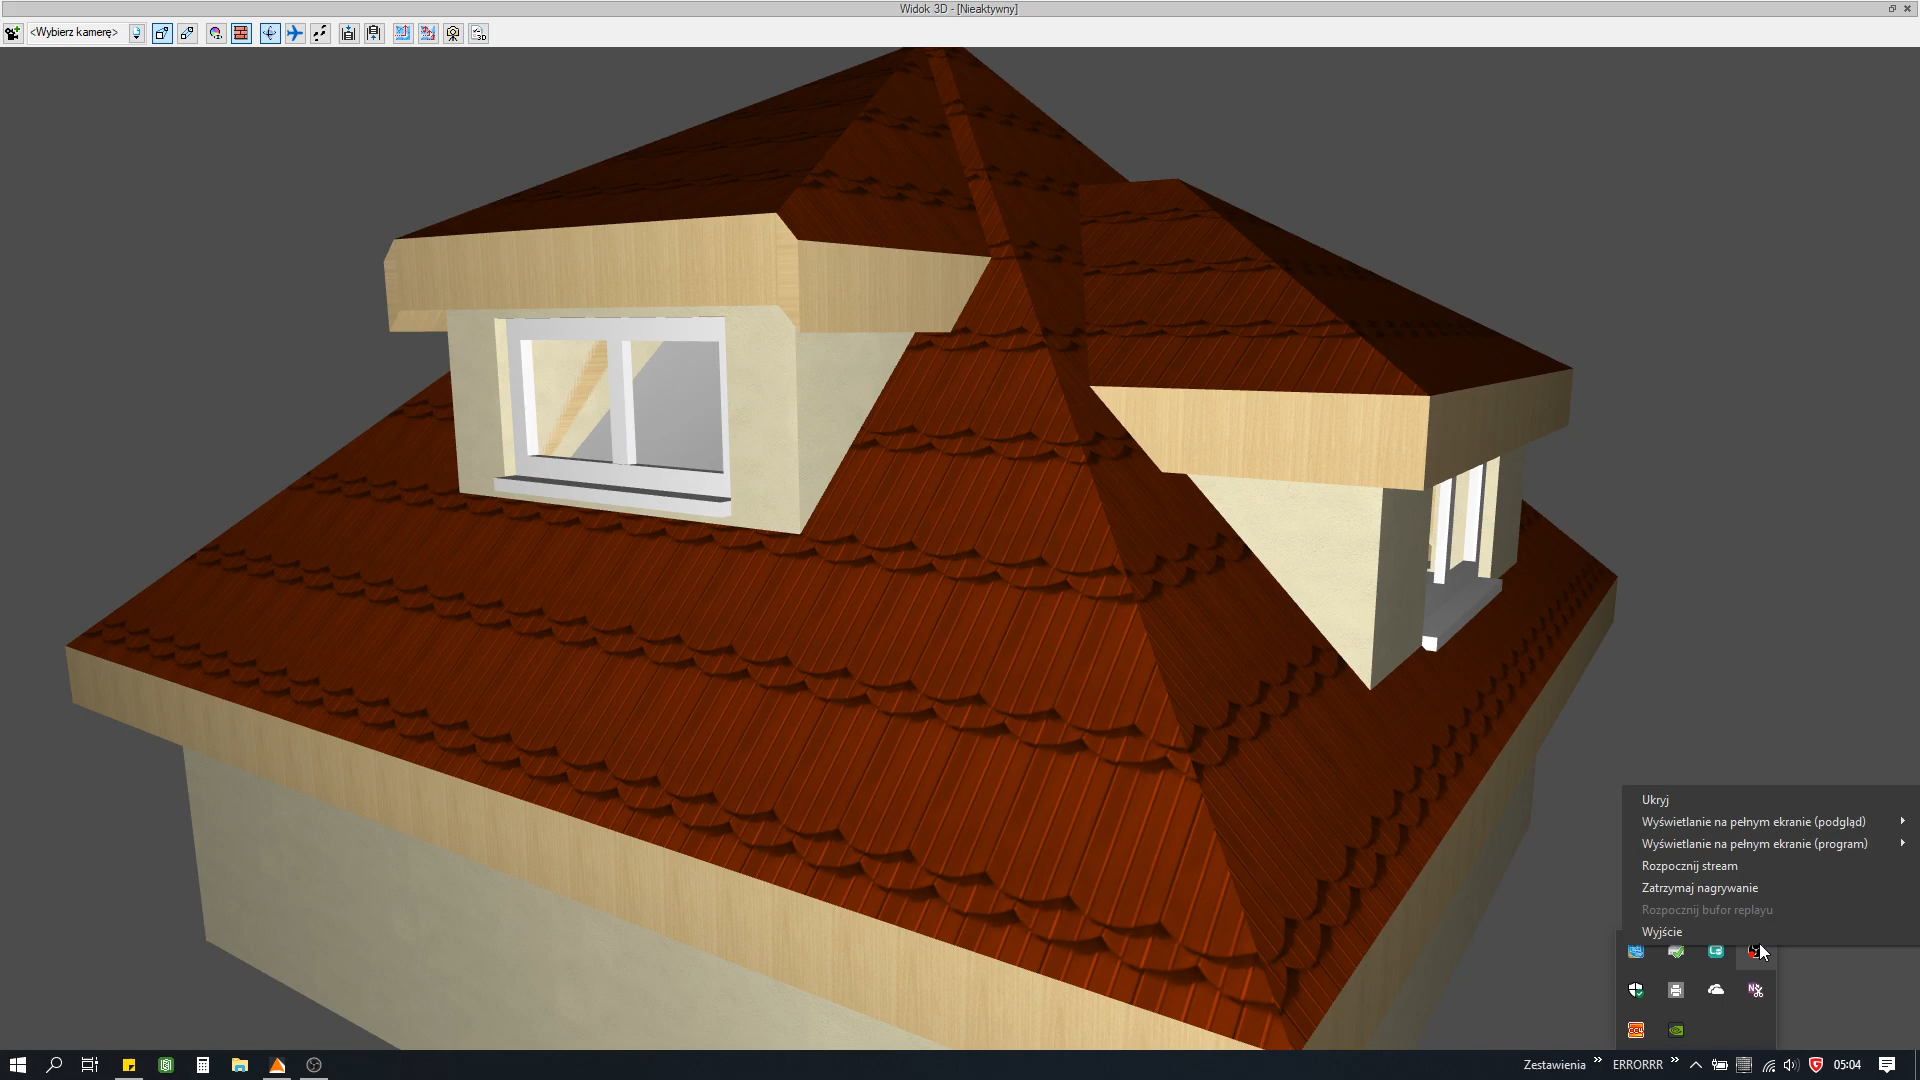 Widok 3D - [Nieaktywny]
<Wybierz kamerę>
3D
Ukryj
Wyświetlanie na pełnym ekranie (podgląd)
Wyświetlanie na pełnym ekranie (program)
Rozpocznij stream
Zatrzymaj nagrywanie
Rozpocznij bufor replayu
Wyjście
Zestawienia » ERRORRR » 05:04